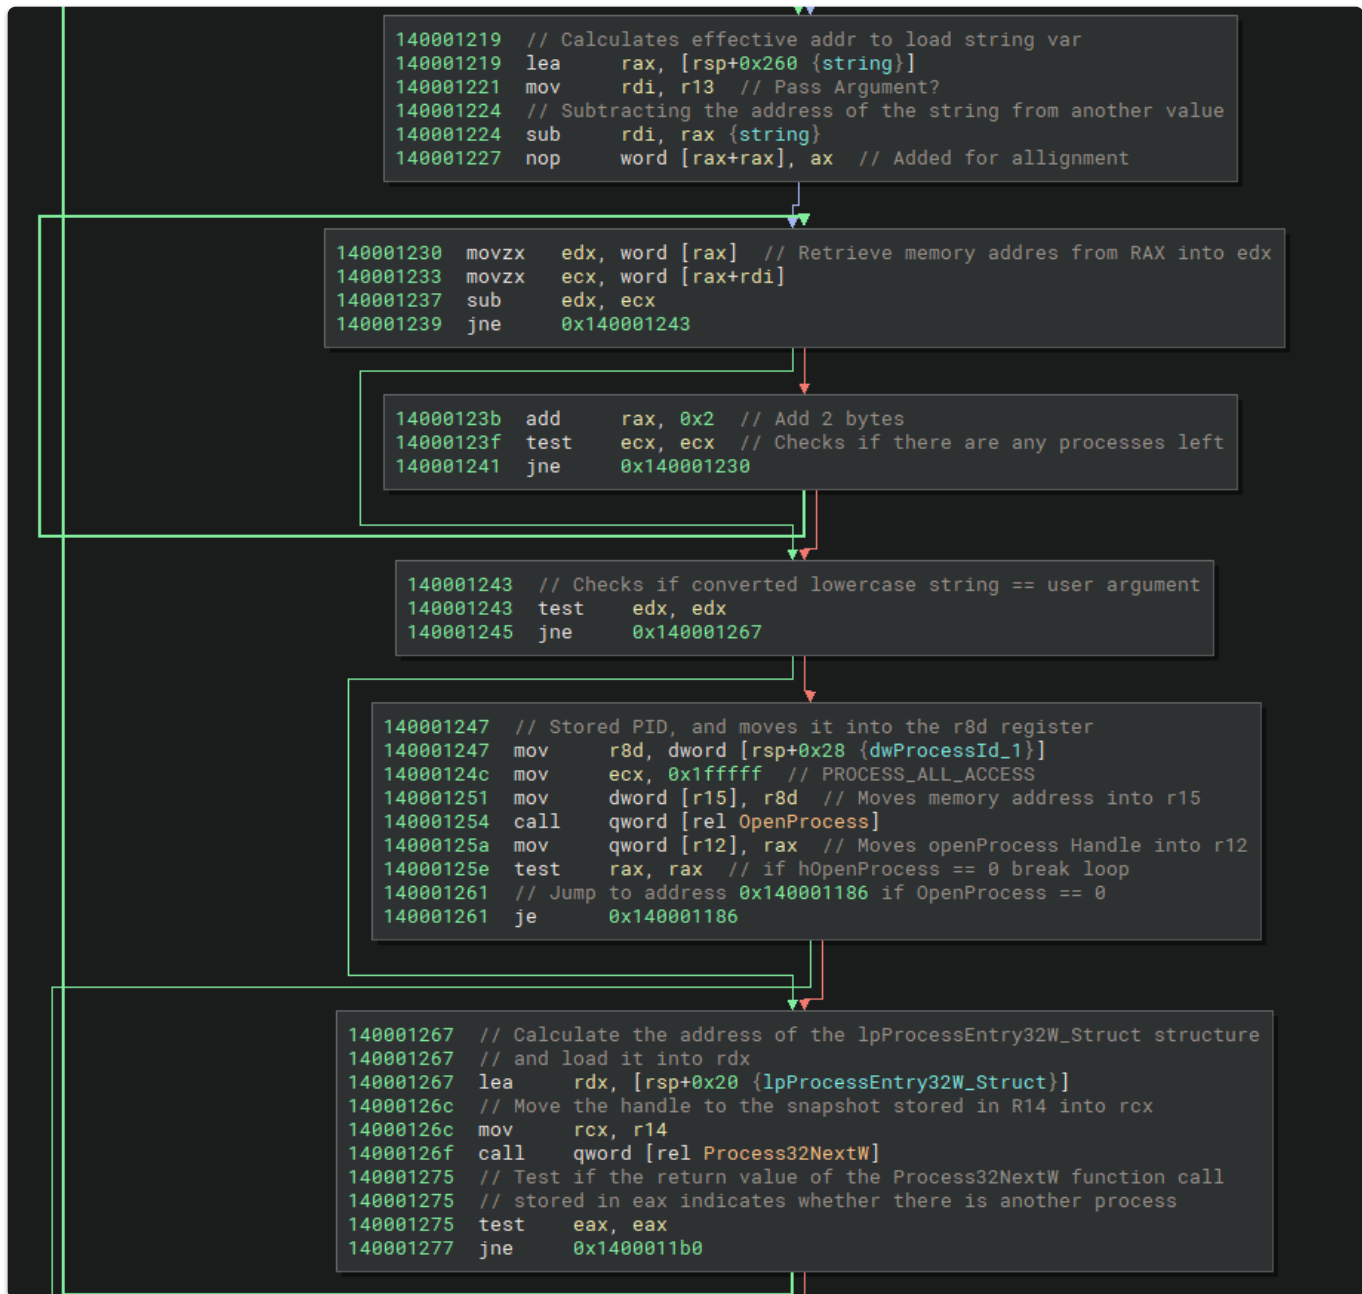 140001219 // Calculates effective addr to load string var
140001219 lea rax, [rsp+0x260 {string}]
140001221 mov rdi, r13 // Pass Argument?
140001224 // Subtracting the address of the string from another value
140001224 sub rdi, rax {string}
140001227 nop word [rax+rax], ax // Added for allignment
140001230 movzx edx, word [rax] // Retrieve memory addres from RAX into edx
140001233 movzx ecx, word [rax+rdi]
140001237 sub edx, ecx
140001239 jne 0x140001243
14000123b add rax, 0x2 // Add 2 bytes
14000123f test ecx, ecx // Checks if there are any processes left
140001241 jne 0x140001230
140001243 // Checks if converted lowercase string == user argument
140001243 test edx, edx
140001245 jne 0x140001267
140001247 // Stored PID, and moves it into the r8d register
140001247 mov r8d, dword [rsp+0x28 {dwProcessId_1}]
14000124c mov ecx, 0x1fffff // PROCESS_ALL_ACCESS
140001251 mov dword [r15], r8d // Moves memory address into r15
140001254 call qword [rel OpenProcess]
14000125a mov qword [r12], rax // Moves openProcess Handle into r12
14000125e test rax, rax // if hOpenProcess == 0 break loop
140001261 // Jump to address 0x140001186 if OpenProcess == 0
140001261 je 0x140001186
140001267 // Calculate the address of the lpProcessEntry32W_Struct structure
140001267 // and load it into rdx
140001267 lea rdx, [rsp+0x20 {lpProcessEntry32W_Struct}]
14000126c // Move the handle to the snapshot stored in R14 into rcx
14000126c mov rcx, r14
14000126f call qword [rel Process32NextW]
140001275 // Test if the return value of the Process32NextW function call
140001275 // stored in eax indicates whether there is another process
140001275 test eax, eax
140001277 jne 0x1400011b0